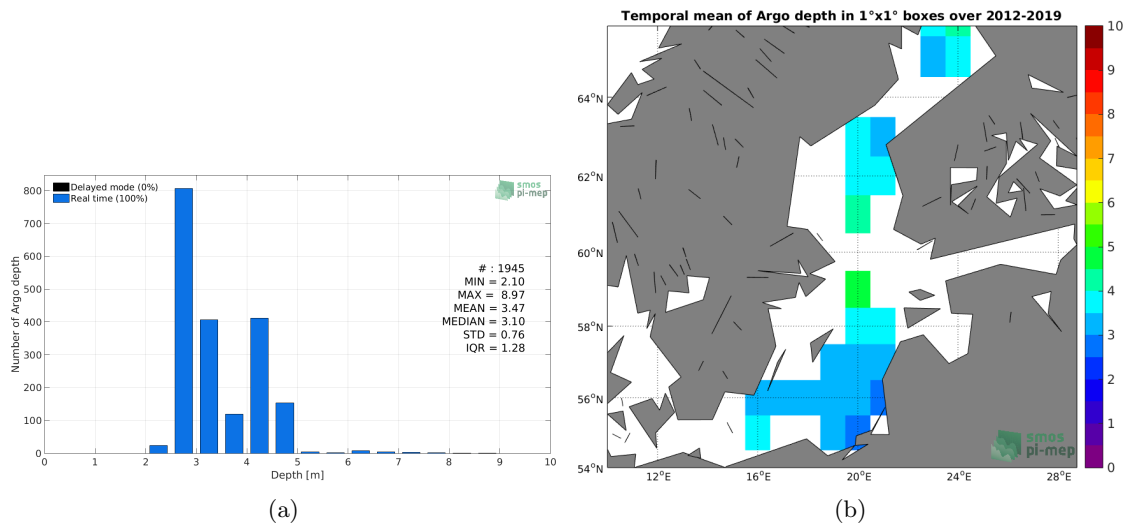 Delayed mode (0%)
Real time (100%)
smos
pi-mep
# : 1945
MIN = 2.10
MAX = 8.97
MEAN = 3.47
MEDIAN = 3.10
STD = 0.76
IQR = 1.28
Number of Argo depth
800
700
600
500
400
300
200
100
0
0 1 2 3 4 5 6 7 8 9 10
Depth [m]
(a)
Temporal mean of Argo depth in 1°x1° boxes over 2012-2019
64°N
62°N
60°N
58°N
56°N
54°N
12°E 16°E 20°E 24°E 28°E
smos
pi-mep
10
9
8
7
6
5
4
3
2
1
0
(b)